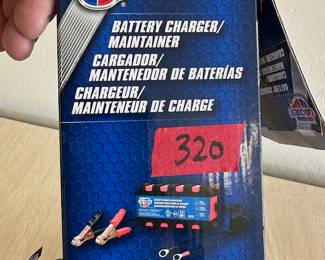 BATTERY CHARGER/
MAINTAINER
CARGADOR/
MANTENEDOR DE BATERÍAS
CHARGEUR/
MAINTENEUR DE CHARGE
320